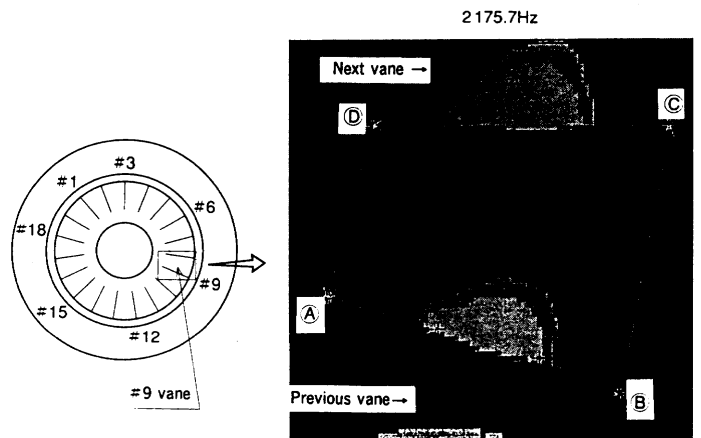 2175.7Hz
Next vane →
Ⓓ
Ⓒ
#3
#1
#6
#18
#9
Ⓐ
#15
#12
#9 vane
Previous vane→
Ⓑ